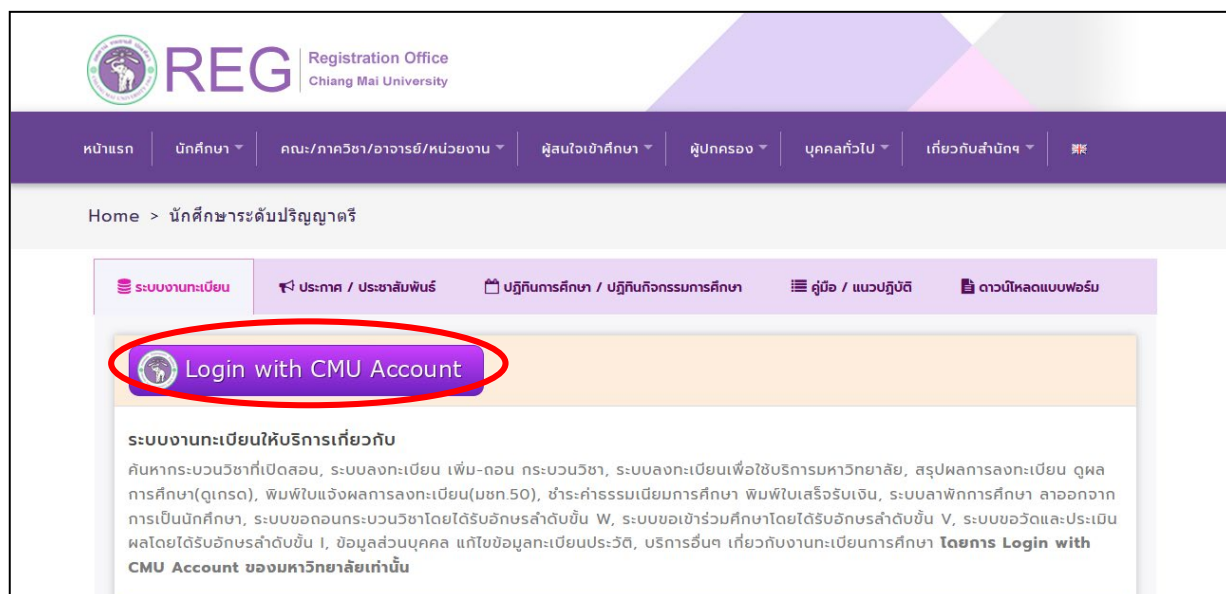 REG
Registration Office
Chiang Mai University
หน้าแรก นักศึกษา คณะ/ภาควิชา/อาจารย์/หน่วยงาน ผู้สนใจเข้าศึกษา ผู้ปกครอง บุคคลทั่วไป เกี่ยวกับสำนักฯ
Home > นักศึกษาระดับปริญญาตรี
ระบบงานทะเบียน ประกาศ / ประชาสัมพันธ์ ปฏิทินการศึกษา / ปฏิทินกิจกรรมการศึกษา คู่มือ / แนวปฏิบัติ ดาวน์โหลดแบบฟอร์ม
Login with CMU Account
ระบบงานทะเบียนให้บริการเกี่ยวกับ
ค้นหากระบวนวิชาที่เปิดสอน, ระบบลงทะเบียน เพิ่ม-ถอน กระบวนวิชา, ระบบลงทะเบียนเพื่อใช้บริการมหาวิทยาลัย, สรุปผลการลงทะเบียน ดูผล
การศึกษา(ดูเกรด), พิมพ์ใบแจ้งผลการลงทะเบียน(มชท.50), ชำระค่าธรรมเนียมการศึกษา พิมพ์ใบเสร็จรับเงิน, ระบบลาพักการศึกษา ลาออกจาก
การเป็นนักศึกษา, ระบบขอถอนกระบวนวิชาโดยได้รับอักษรลำดับขั้น W, ระบบขอเข้าร่วมศึกษาโดยได้รับอักษรลำดับขั้น V, ระบบขอวัดและประเมิน
ผลโดยได้รับอักษรลำดับขั้น I, ข้อมูลส่วนบุคคล แก้ไขข้อมูลทะเบียนประวัติ, บริการอื่นๆ เกี่ยวกับงานทะเบียนการศึกษา โดยการ Login with
CMU Account ของมหาวิทยาลัยเท่านั้น